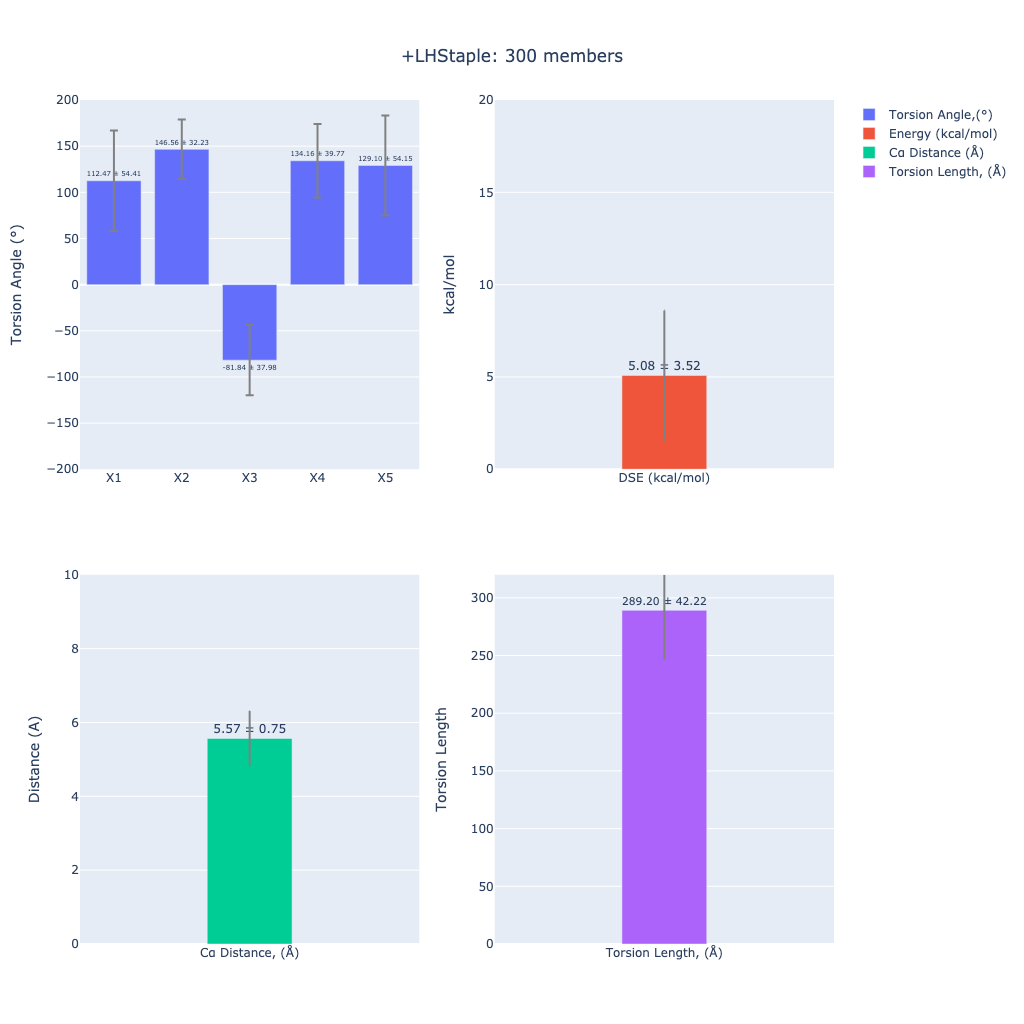 +LHStaple: 300 members
Torsion Angle,(°)
Energy (kcal/mol)
Cɑ Distance (Å)
Torsion Length, (Å)
Torsion Angle (°)
200
150
100
50
0
−50
−100
−150
−200
112.47 ± 54.41
146.56 ± 32.23
-81.84 ± 37.98
134.16 ± 39.77
129.10 ± 54.15
X1 X2 X3 X4 X5
kcal/mol
20
15
10
5
0
5.08 ± 3.52
DSE (kcal/mol)
Distance (A)
10
8
6
4
2
0
5.57 ± 0.75
Cɑ Distance, (Å)
Torsion Length
300
250
200
150
100
50
0
289.20 ± 42.22
Torsion Length, (Å)